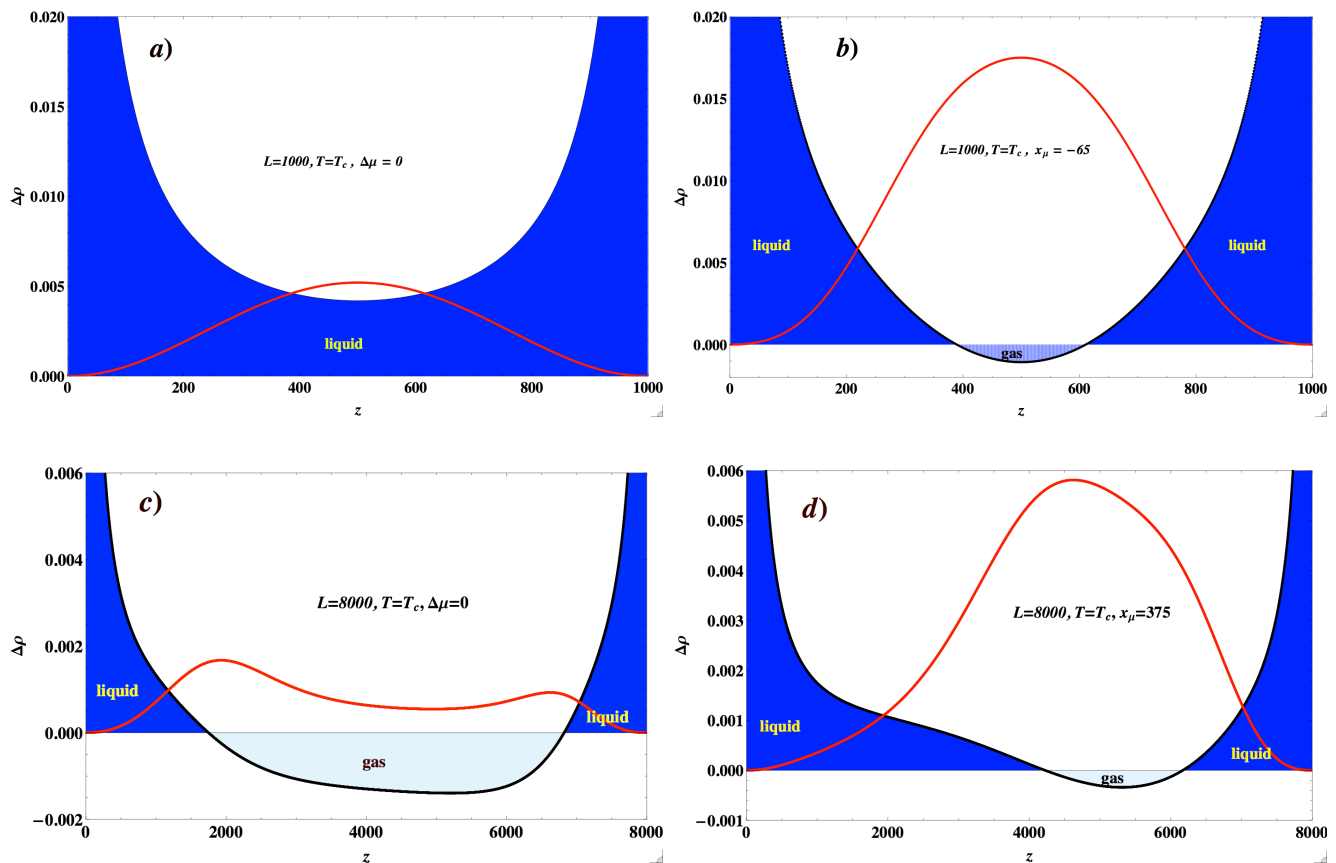 a)
L=1000, T=T_c , Δμ = 0
liquid
Δρ
0.020
0.015
0.010
0.005
0.000
0 200 400 600 800 1000
z
b)
L=1000, T=T_c , x_μ = −65
liquid
liquid
gas
Δρ
0.020
0.015
0.010
0.005
0.000
0 200 400 600 800 1000
z
c)
L=8000, T=T_c, Δμ=0
liquid
liquid
gas
Δρ
0.006
0.004
0.002
0.000
−0.002
0 2000 4000 6000 8000
z
d)
L=8000, T=T_c, x_μ=375
liquid
liquid
gas
Δρ
0.006
0.005
0.004
0.003
0.002
0.001
0.000
−0.001
0 2000 4000 6000 8000
z